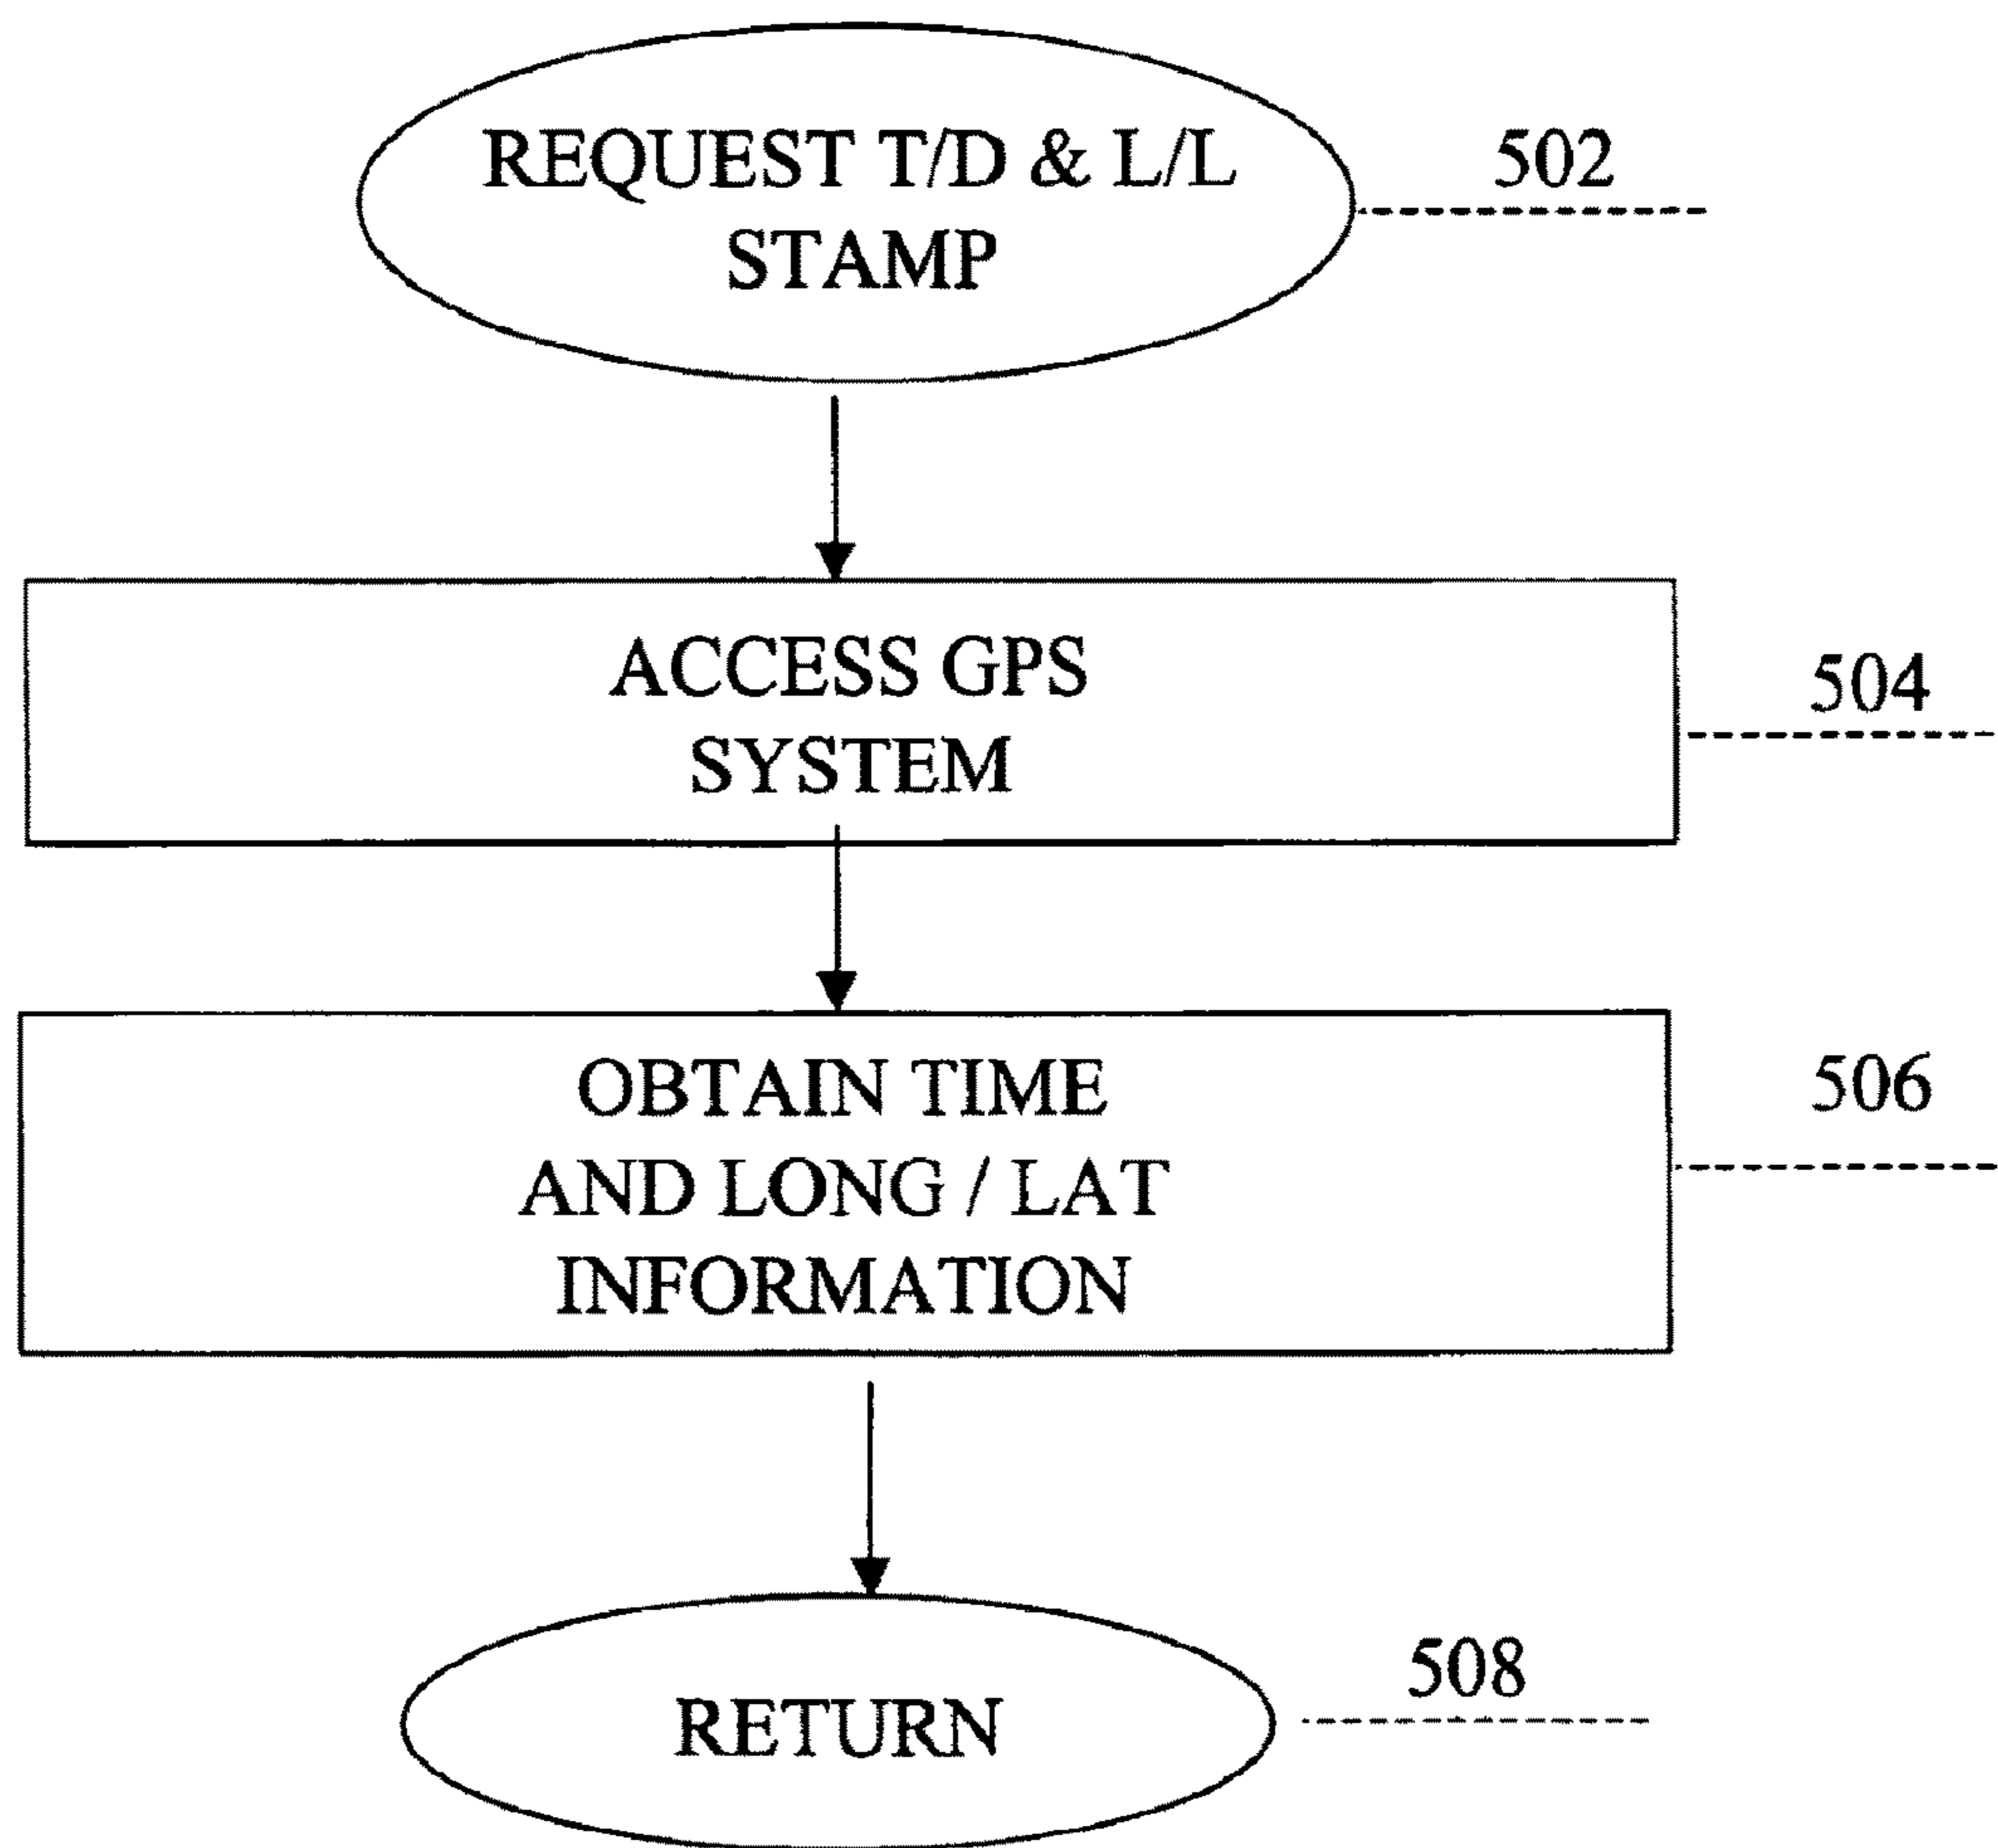 REQUEST T/D & L/L
STAMP
502
ACCESS GPS
SYSTEM
504
OBTAIN TIME
AND LONG / LAT
INFORMATION
506
RETURN
508